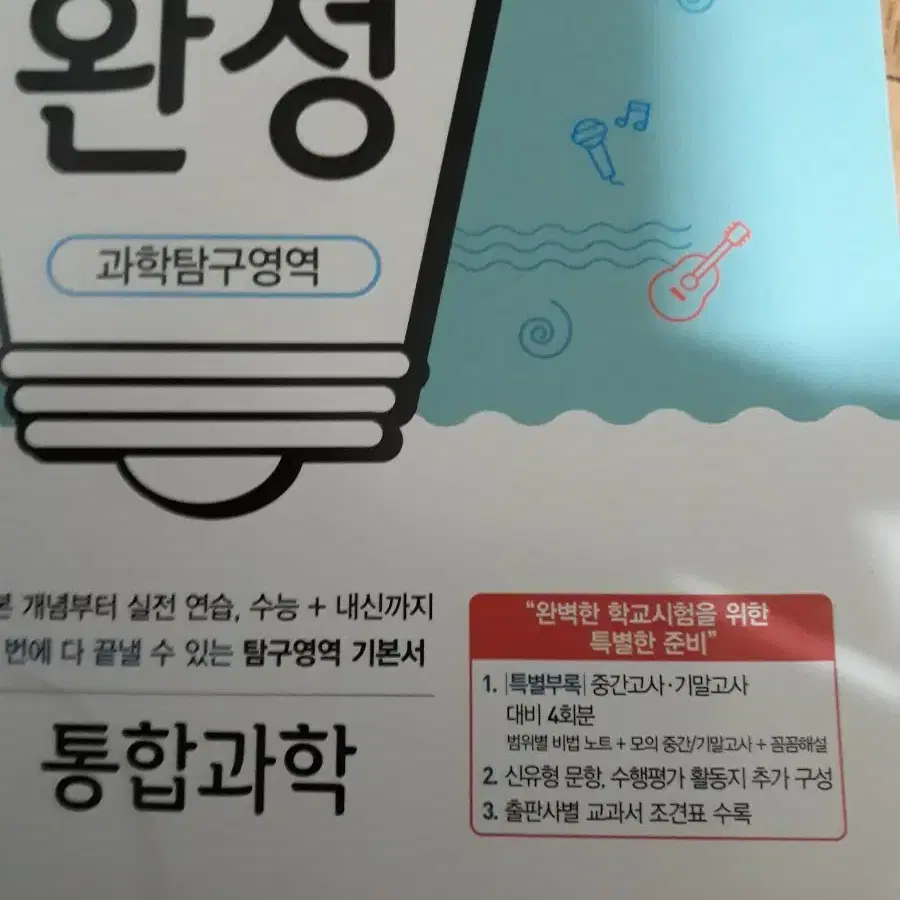 완성
과학탐구영역
본 개념부터 실전 연습, 수능 + 내신까지
번에 다 끝낼 수 있는 탐구영역 기본서
통합과학
"완벽한 학교시험을 위한
특별한 준비"
1. |특별부록| 중간고사·기말고사
대비 4회분
범위별 비법 노트 + 모의 중간/기말고사 + 꼼꼼해설
2. 신유형 문항, 수행평가 활동지 추가 구성
3. 출판사별 교과서 조견표 수록